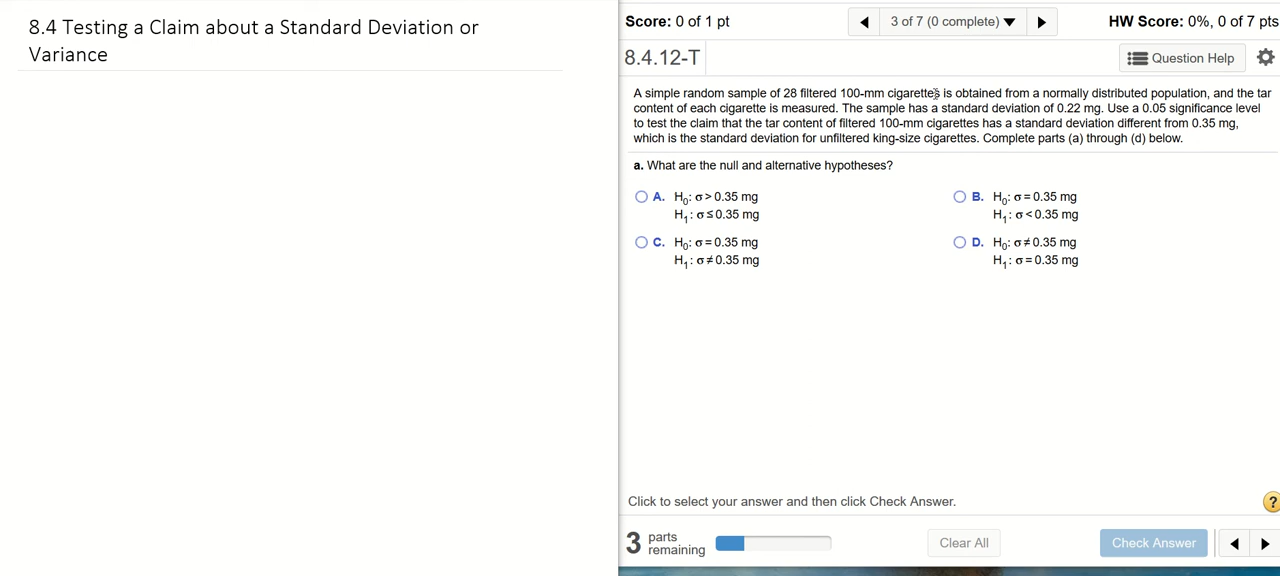 8.4 Testing a Claim about a Standard Deviation or
Variance
Score: 0 of 1 pt
3 of 7 (0 complete)
HW Score: 0%, 0 of 7 pts
8.4.12-T
Question Help
A simple random sample of 28 filtered 100-mm cigarettes is obtained from a normally distributed population, and the tar
content of each cigarette is measured. The sample has a standard deviation of 0.22 mg. Use a 0.05 significance level
to test the claim that the tar content of filtered 100-mm cigarettes has a standard deviation different from 0.35 mg,
which is the standard deviation for unfiltered king-size cigarettes. Complete parts (a) through (d) below.
a. What are the null and alternative hypotheses?
A. H₀: σ > 0.35 mg
H₁: σ ≤ 0.35 mg
B. H₀: σ = 0.35 mg
H₁: σ < 0.35 mg
C. H₀: σ = 0.35 mg
H₁: σ ≠ 0.35 mg
D. H₀: σ ≠ 0.35 mg
H₁: σ = 0.35 mg
Click to select your answer and then click Check Answer.
?
3 parts
remaining
Clear All
Check Answer